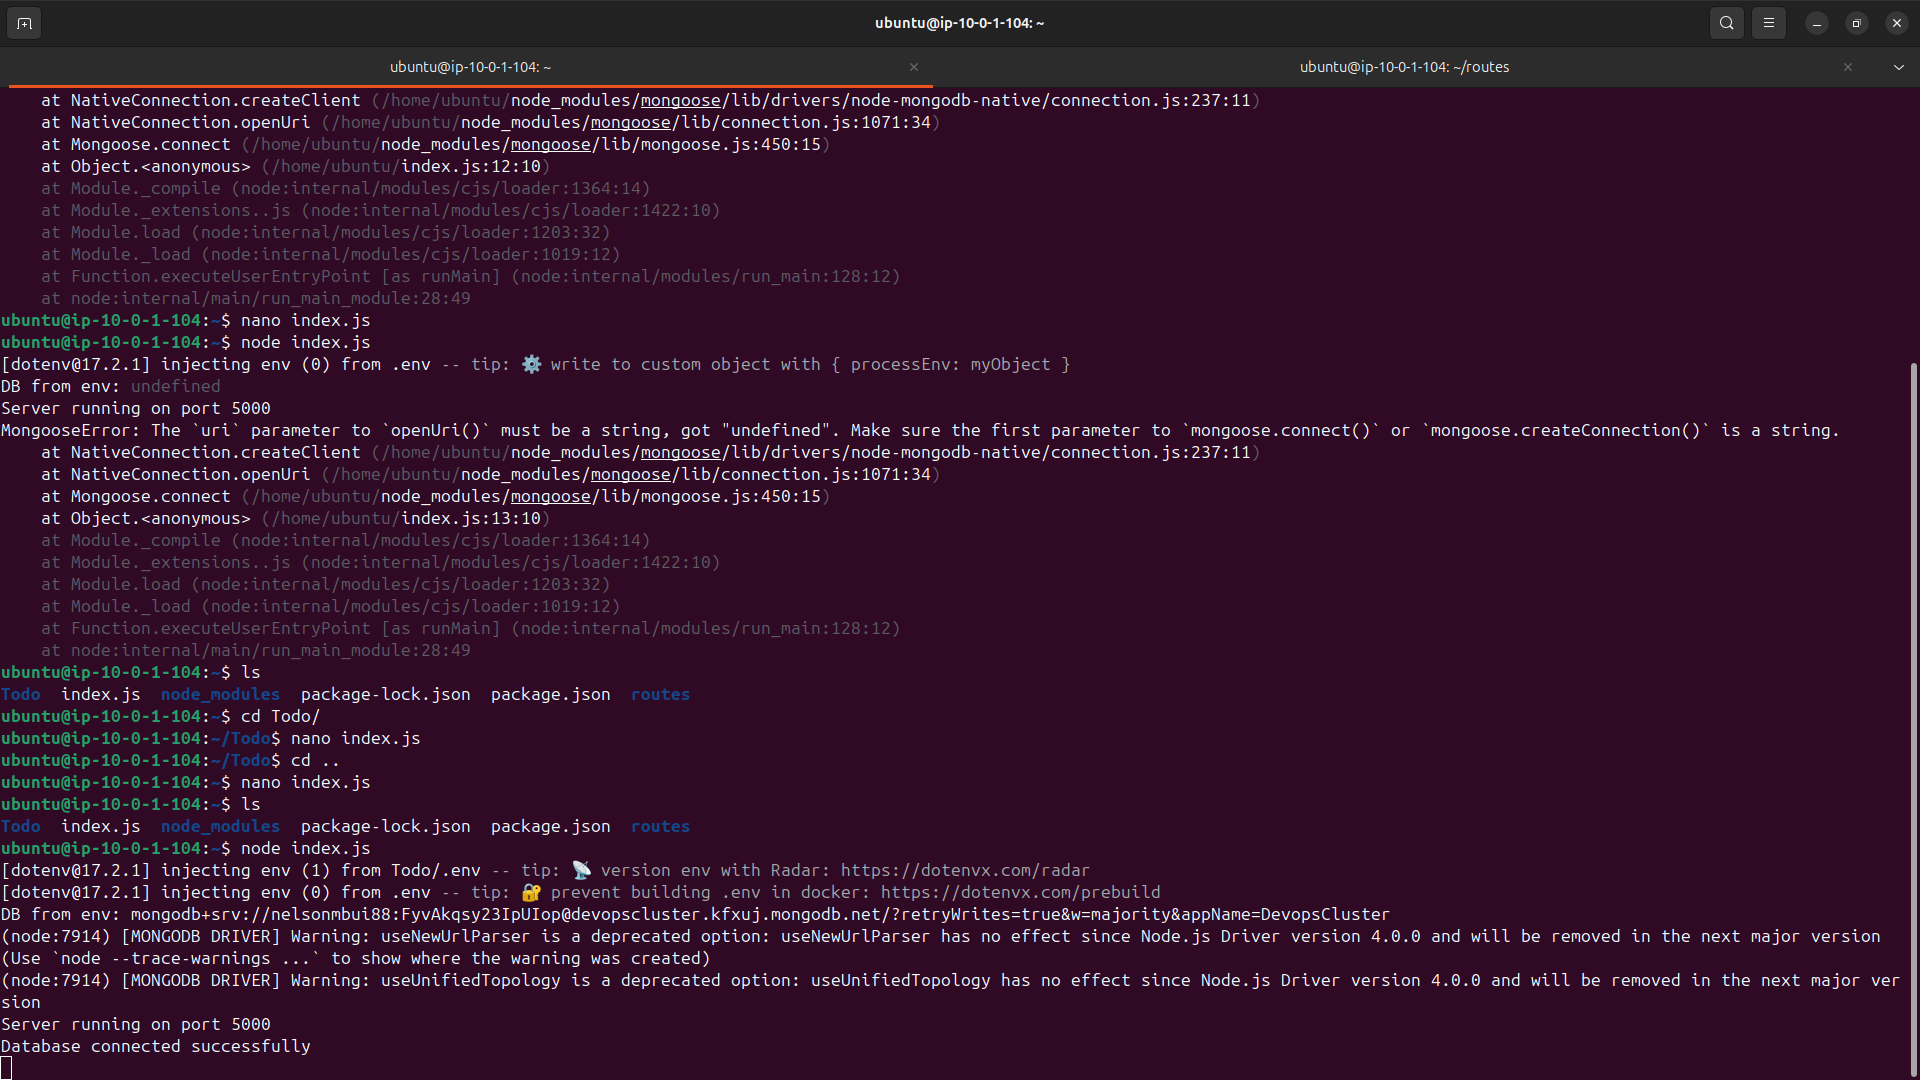 ubuntu@ip-10-0-1-104: ~
ubuntu@ip-10-0-1-104: ~
ubuntu@ip-10-0-1-104: ~/routes
    at NativeConnection.createClient (/home/ubuntu/node_modules/mongoose/lib/drivers/node-mongodb-native/connection.js:237:11)
    at NativeConnection.openUri (/home/ubuntu/node_modules/mongoose/lib/connection.js:1071:34)
    at Mongoose.connect (/home/ubuntu/node_modules/mongoose/lib/mongoose.js:450:15)
    at Object.<anonymous> (/home/ubuntu/index.js:12:10)
    at Module._compile (node:internal/modules/cjs/loader:1364:14)
    at Module._extensions..js (node:internal/modules/cjs/loader:1422:10)
    at Module.load (node:internal/modules/cjs/loader:1203:32)
    at Module._load (node:internal/modules/cjs/loader:1019:12)
    at Function.executeUserEntryPoint [as runMain] (node:internal/modules/run_main:128:12)
    at node:internal/main/run_main_module:28:49
ubuntu@ip-10-0-1-104:~$ nano index.js
ubuntu@ip-10-0-1-104:~$ node index.js
[dotenv@17.2.1] injecting env (0) from .env -- tip: ⚙️ write to custom object with { processEnv: myObject }
DB from env: undefined
Server running on port 5000
MongooseError: The `uri` parameter to `openUri()` must be a string, got "undefined". Make sure the first parameter to `mongoose.connect()` or `mongoose.createConnection()` is a string.
    at NativeConnection.createClient (/home/ubuntu/node_modules/mongoose/lib/drivers/node-mongodb-native/connection.js:237:11)
    at NativeConnection.openUri (/home/ubuntu/node_modules/mongoose/lib/connection.js:1071:34)
    at Mongoose.connect (/home/ubuntu/node_modules/mongoose/lib/mongoose.js:450:15)
    at Object.<anonymous> (/home/ubuntu/index.js:13:10)
    at Module._compile (node:internal/modules/cjs/loader:1364:14)
    at Module._extensions..js (node:internal/modules/cjs/loader:1422:10)
    at Module.load (node:internal/modules/cjs/loader:1203:32)
    at Module._load (node:internal/modules/cjs/loader:1019:12)
    at Function.executeUserEntryPoint [as runMain] (node:internal/modules/run_main:128:12)
    at node:internal/main/run_main_module:28:49
ubuntu@ip-10-0-1-104:~$ ls
Todo  index.js  node_modules  package-lock.json  package.json  routes
ubuntu@ip-10-0-1-104:~$ cd Todo/
ubuntu@ip-10-0-1-104:~/Todo$ nano index.js
ubuntu@ip-10-0-1-104:~/Todo$ cd ..
ubuntu@ip-10-0-1-104:~$ nano index.js
ubuntu@ip-10-0-1-104:~$ ls
Todo  index.js  node_modules  package-lock.json  package.json  routes
ubuntu@ip-10-0-1-104:~$ node index.js
[dotenv@17.2.1] injecting env (1) from Todo/.env -- tip: 📡 version env with Radar: https://dotenvx.com/radar
[dotenv@17.2.1] injecting env (0) from .env -- tip: 🔐 prevent building .env in docker: https://dotenvx.com/prebuild
DB from env: mongodb+srv://nelsonmbui88:FyvAkqsy23IpUIop@devopscluster.kfxuj.mongodb.net/?retryWrites=true&w=majority&appName=DevopsCluster
(node:7914) [MONGODB DRIVER] Warning: useNewUrlParser is a deprecated option: useNewUrlParser has no effect since Node.js Driver version 4.0.0 and will be removed in the next major version
(Use `node --trace-warnings ...` to show where the warning was created)
(node:7914) [MONGODB DRIVER] Warning: useUnifiedTopology is a deprecated option: useUnifiedTopology has no effect since Node.js Driver version 4.0.0 and will be removed in the next major ver
sion
Server running on port 5000
Database connected successfully